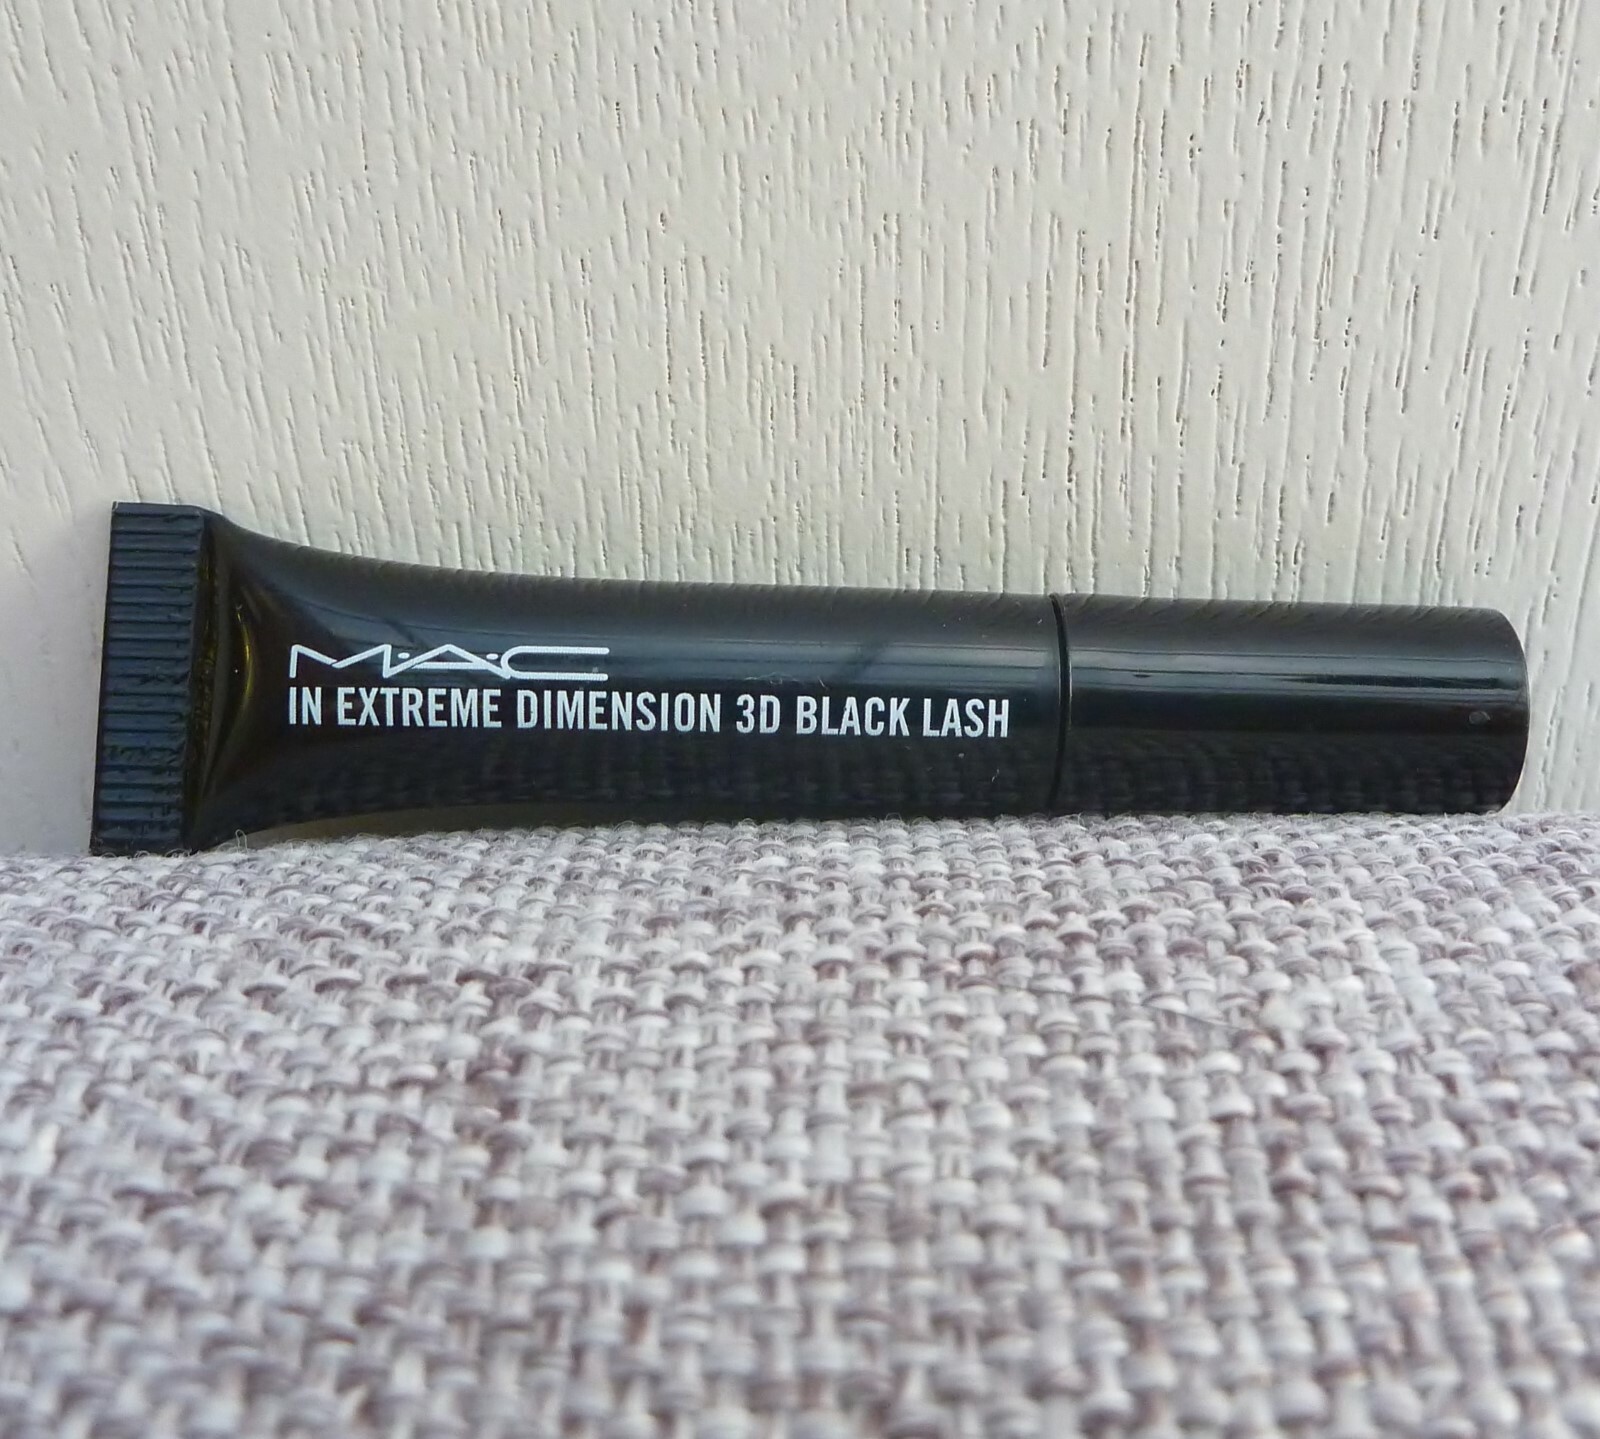 M·A·C
IN EXTREME DIMENSION 3D BLACK LASH